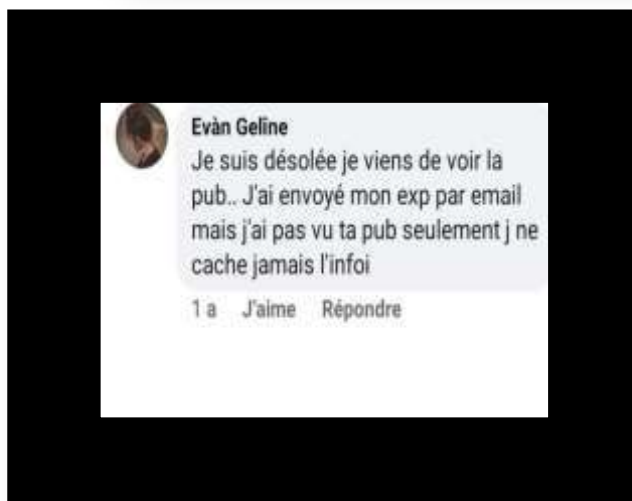 Evàn Geline
Je suis désolée je viens de voir la
pub.. J'ai envoyé mon exp par email
mais j'ai pas vu ta pub seulement j ne
cache jamais l'infoi
1 a J'aime Répondre